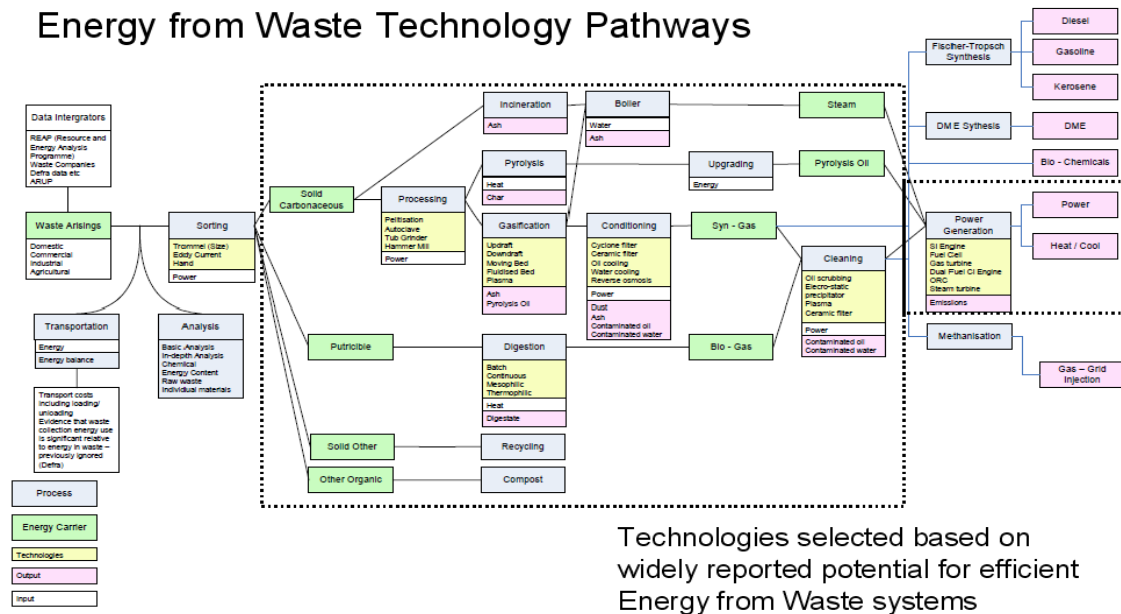 Energy from Waste Technology Pathways
Data Intergrators
REAP (Resource and
Energy Analysis
Programme)
Waste Companies
Defra data etc
ARUP
Waste Arisings
Domestic
Commercial
Industrial
Agricultural
Sorting
Trommel (Size)
Eddy Current
Hand
Power
Transportation
Energy
Energy balance
Transport costs
including loading/
unloading
Evidence that waste
collection energy use
is significant relative
to energy in waste –
previously ignored
(Defra)
Analysis
Basic Analysis
In-depth Analysis
Chemical
Energy Content
Raw waste
Individual materials
Solid
Carbonaceous
Putricible
Solid Other
Other Organic
Processing
Peltisation
Autoclave
Tub Grinder
Hammer Mill
Power
Incineration
Ash
Pyrolysis
Heat
Char
Gasification
Updraft
Downdraft
Moving Bed
Fluidised Bed
Plasma
Ash
Pyrolysis Oil
Digestion
Batch
Continuous
Mesophilic
Thermophilic
Heat
Digestate
Recycling
Compost
Boiler
Water
Ash
Upgrading
Energy
Conditioning
Cyclone filter
Ceramic filter
Oil cooling
Water cooling
Reverse osmosis
Power
Dust
Ash
Contaminated oil
Contaminated water
Syn - Gas
Bio - Gas
Steam
Pyrolysis Oil
Cleaning
Oil scrubbing
Elecro-static
precipitator
Plasma
Ceramic filter
Power
Contaminated oil
Contaminated water
Fischer-Tropsch
Synthesis
Diesel
Gasoline
Kerosene
DME Sythesis
DME
Bio - Chemicals
Power
Generation
SI Engine
Fuel Cell
Gas turbine
Dual Fuel CI Engine
ORC
Steam turbine
Emissions
Power
Heat / Cool
Methanisation
Gas – Grid
Injection
Process
Energy Carrier
Technologies
Output
Input
Technologies selected based on
widely reported potential for efficient
Energy from Waste systems